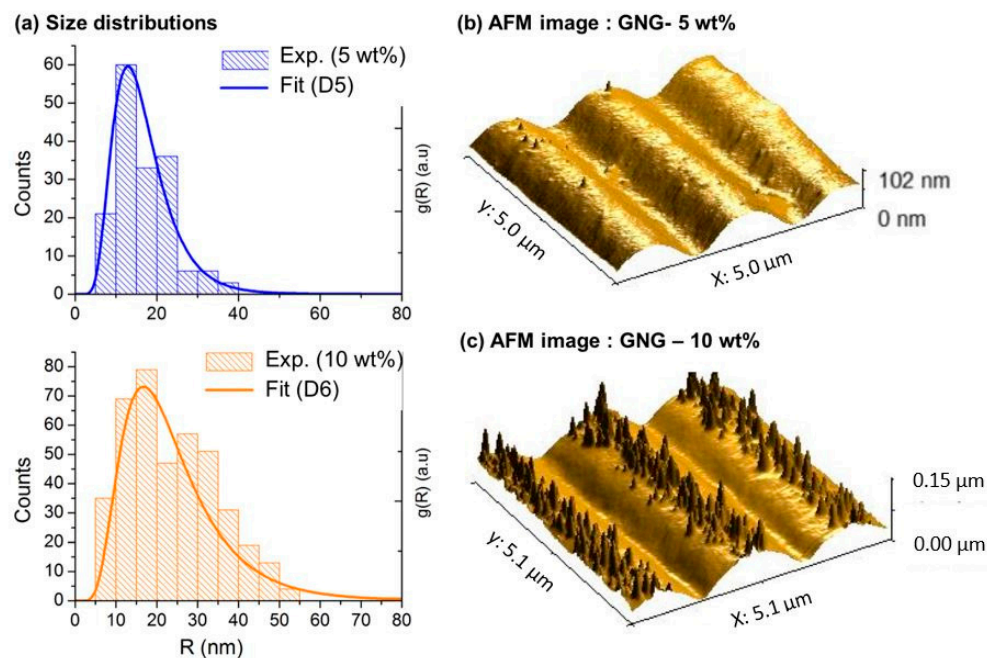 (a) Size distributions
Exp. (5 wt%)
Fit (D5)
Counts
60
50
40
30
20
10
0
0 20 40 60 80
g(R) (a.u)
Exp. (10 wt%)
Fit (D6)
Counts
80
70
60
50
40
30
20
10
0
0 10 20 30 40 50 60 70 80
R (nm)
g(R) (a.u)
(b) AFM image : GNG- 5 wt%
102 nm
0 nm
y: 5.0 µm
X: 5.0 µm
(c) AFM image : GNG – 10 wt%
0.15 µm
0.00 µm
y: 5.1 µm
X: 5.1 µm